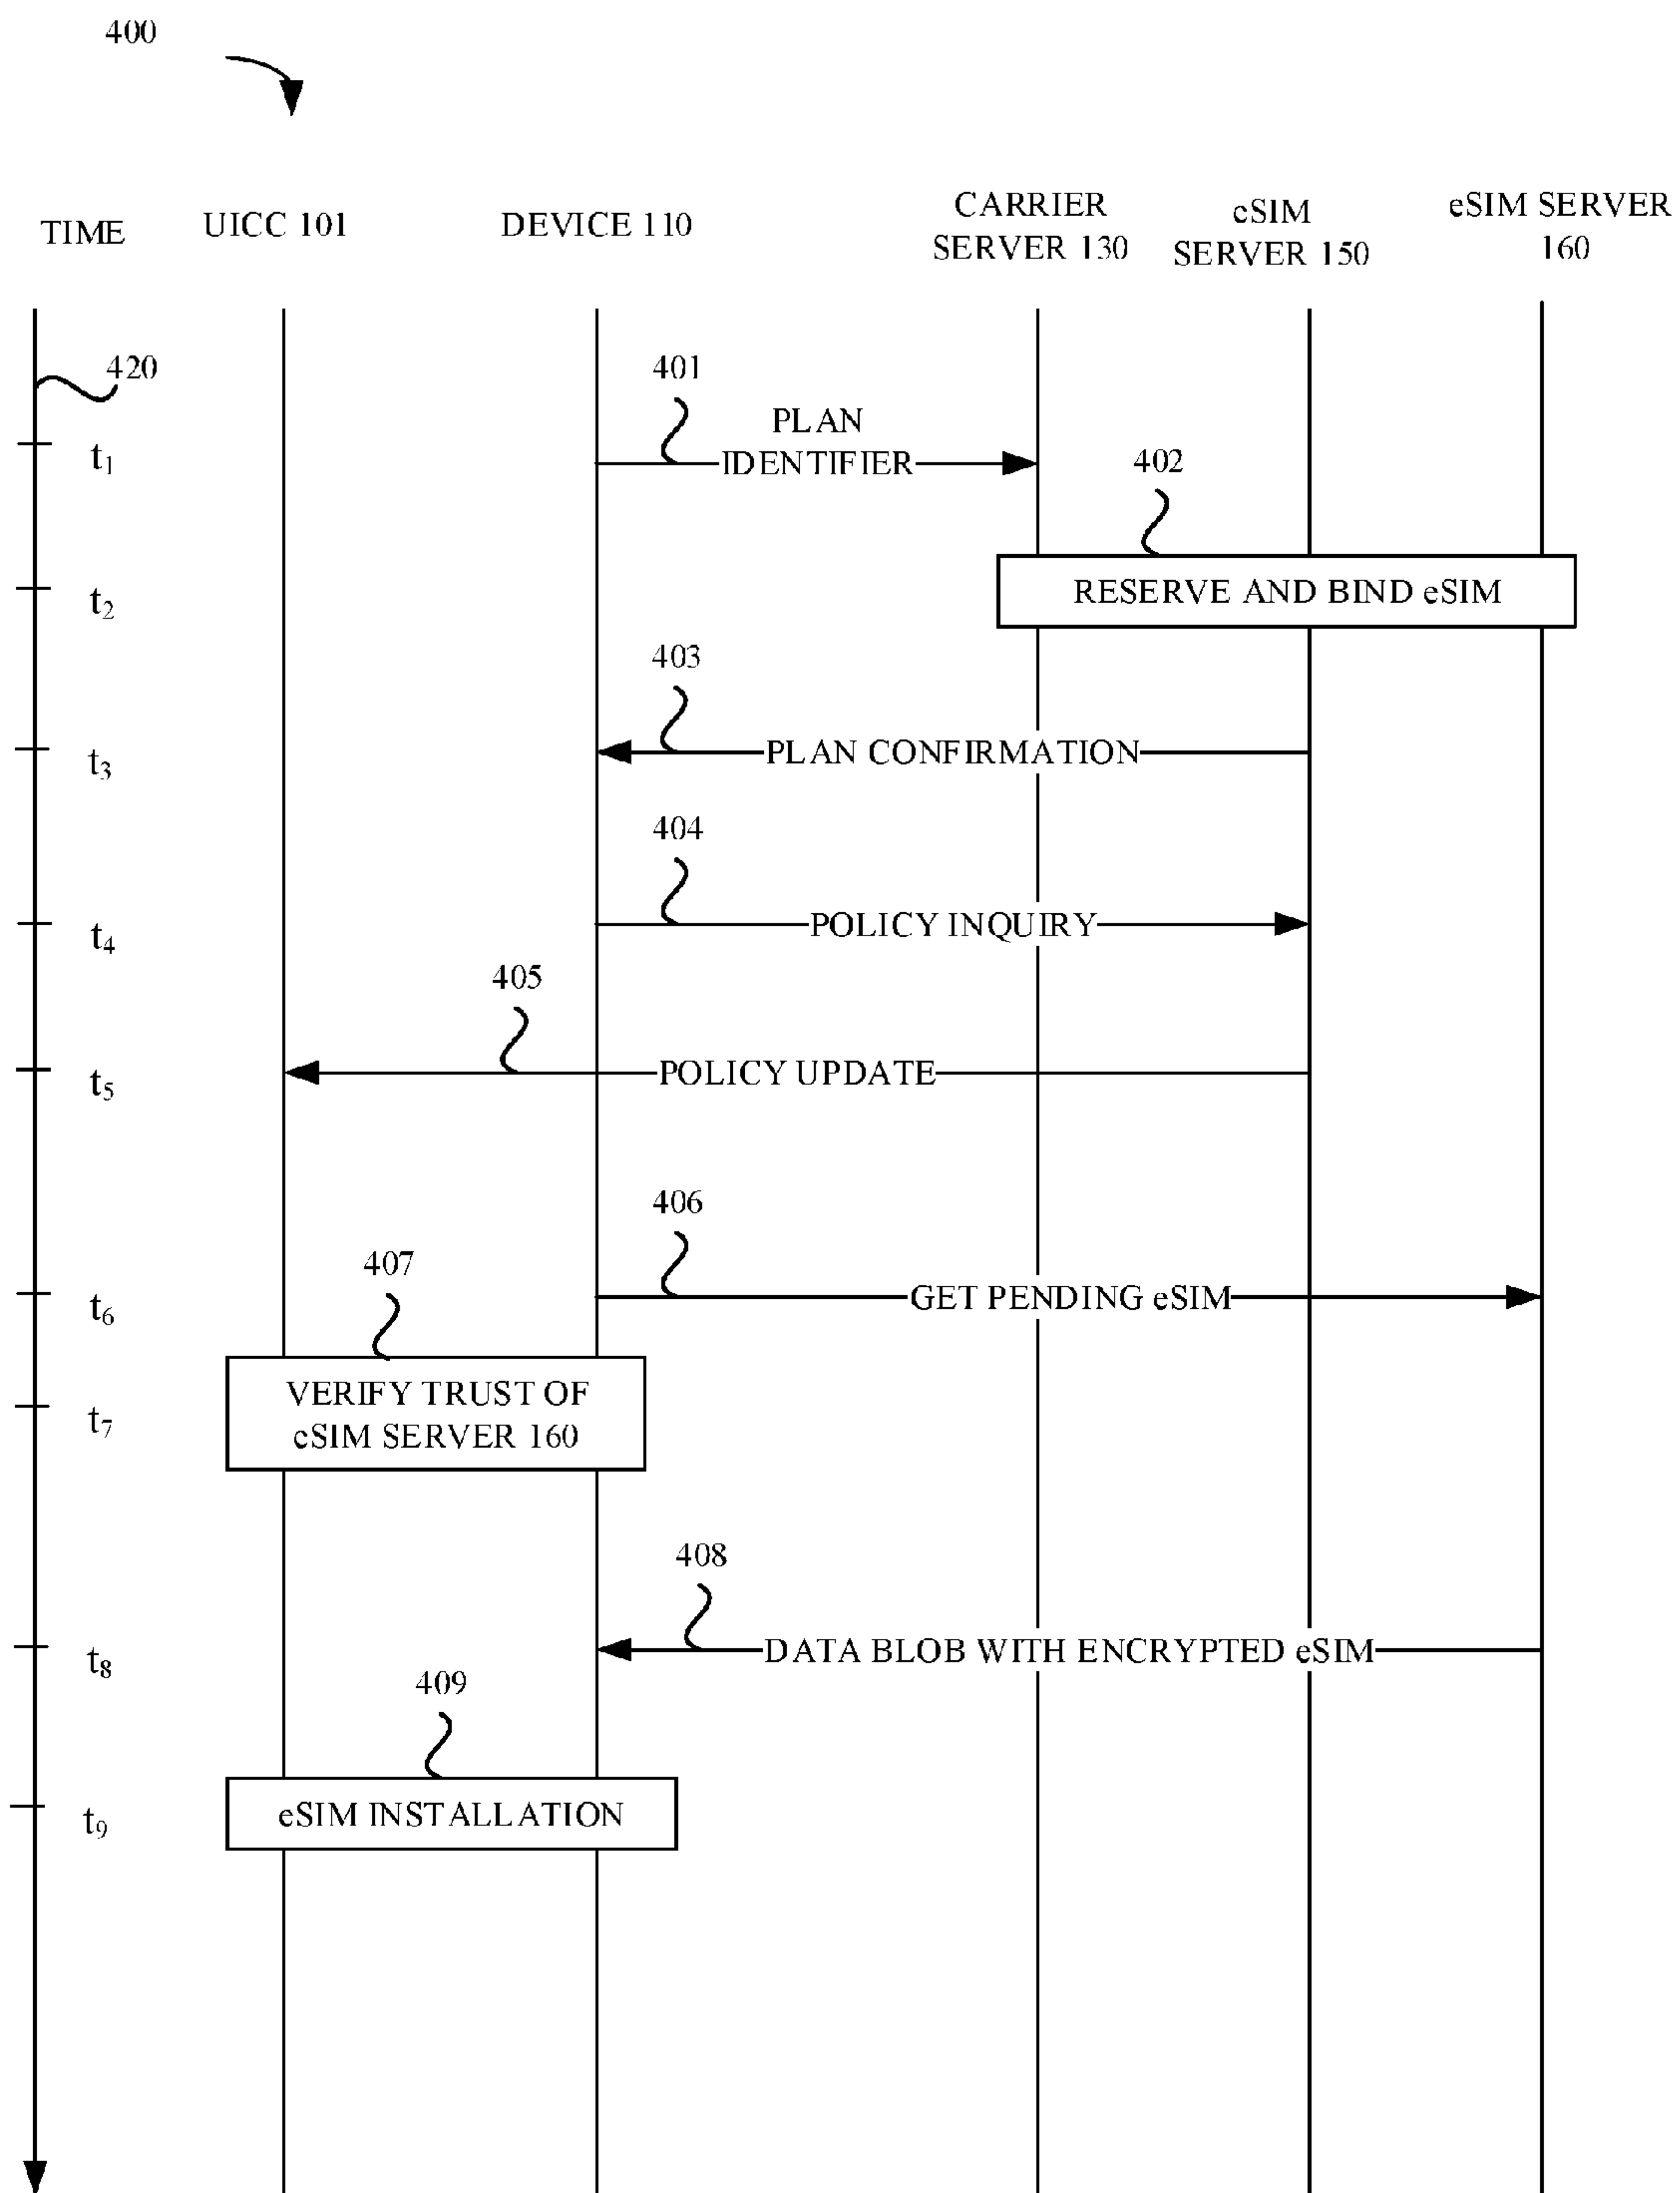 400
TIME
UICC 101
DEVICE 110
CARRIER
SERVER 130
eSIM
SERVER 150
eSIM SERVER
160
420
401
PLAN
IDENTIFIER
t1
402
RESERVE AND BIND eSIM
t2
403
PLAN CONFIRMATION
t3
404
POLICY INQUIRY
t4
405
POLICY UPDATE
t5
406
GET PENDING eSIM
t6
407
VERIFY TRUST OF
eSIM SERVER 160
t7
408
DATA BLOB WITH ENCRYPTED eSIM
t8
409
eSIM INSTALLATION
t9